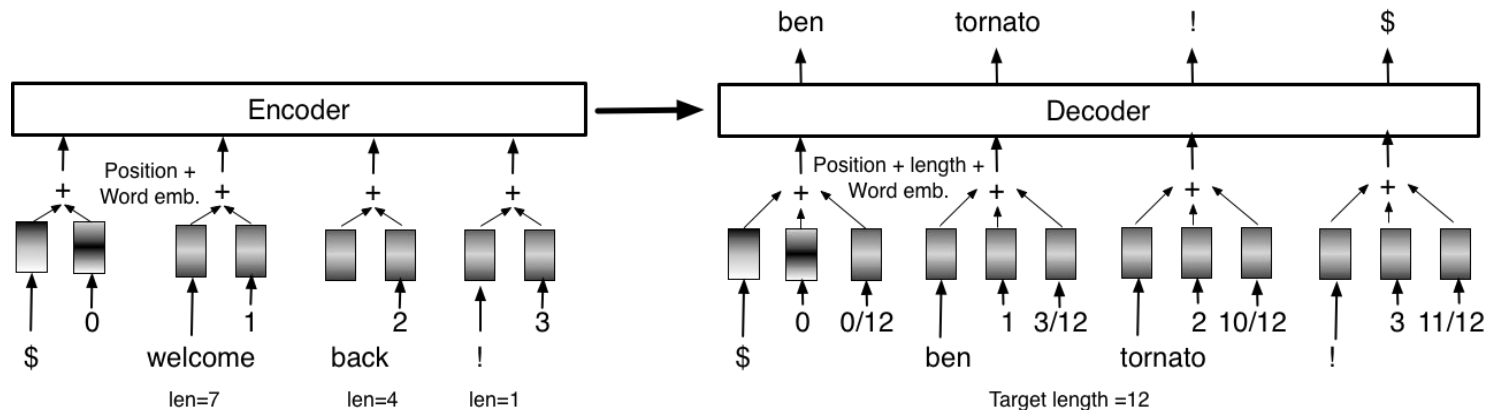 ben tornato ! $
Encoder
Decoder
Position +
Word emb.
Position + length +
Word emb.
+ + + +
+ + + +
0 1 2 3
0 0/12 1 3/12 2 10/12 3 11/12
$ welcome back !
$ ben tornato !
len=7 len=4 len=1
Target length =12